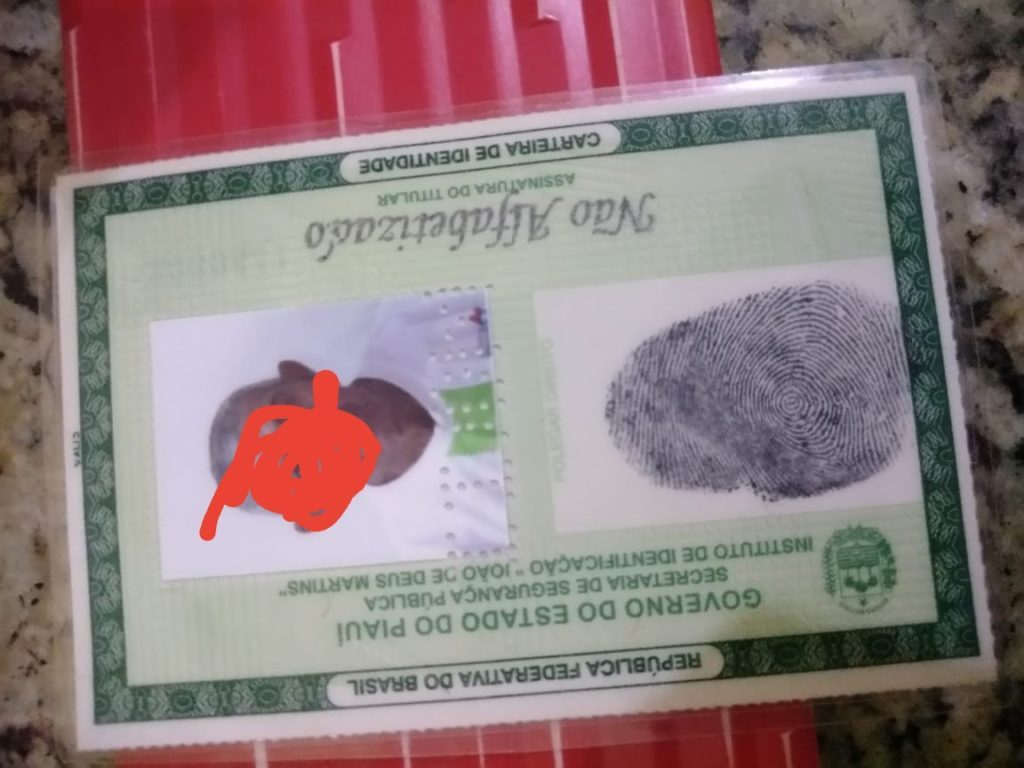 REPÚBLICA FEDERATIVA DO BRASIL
GOVERNO DO ESTADO DO PIAUÍ
SECRETARIA DE SEGURANÇA PÚBLICA
INSTITUTO DE IDENTIFICAÇÃO "JOÃO DE DEUS MARTINS"
POLEGAR DIREITO
Não Alfabetizado
ASSINATURA DO TITULAR
CARTEIRA DE IDENTIDADE